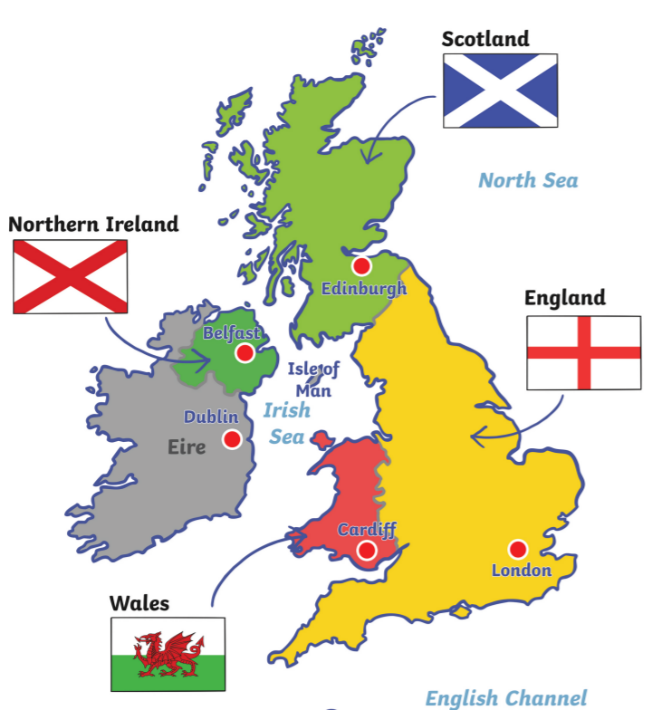 Scotland
North Sea
Northern Ireland
Edinburgh
England
Belfast
Isle of
Man
Dublin
Irish
Sea
Eire
Cardiff
London
Wales
English Channel